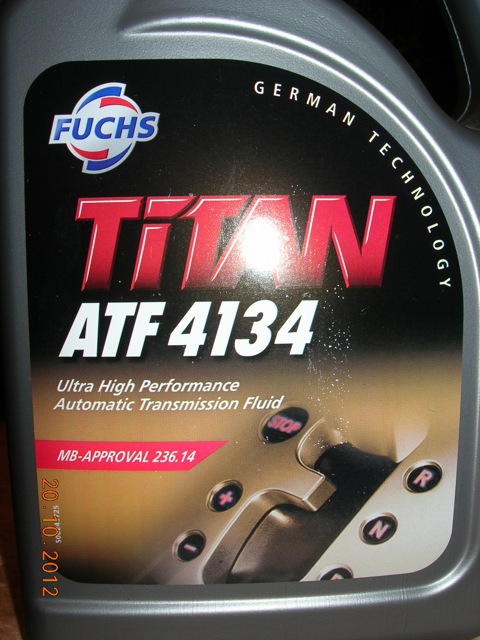 GERMAN TECHNOLOGY
FUCHS
TiTAN
ATF 4134
Ultra High Performance
Automatic Transmission Fluid
STOP
MB-APPROVAL 236.14
+
-
R
N
20.10.2012